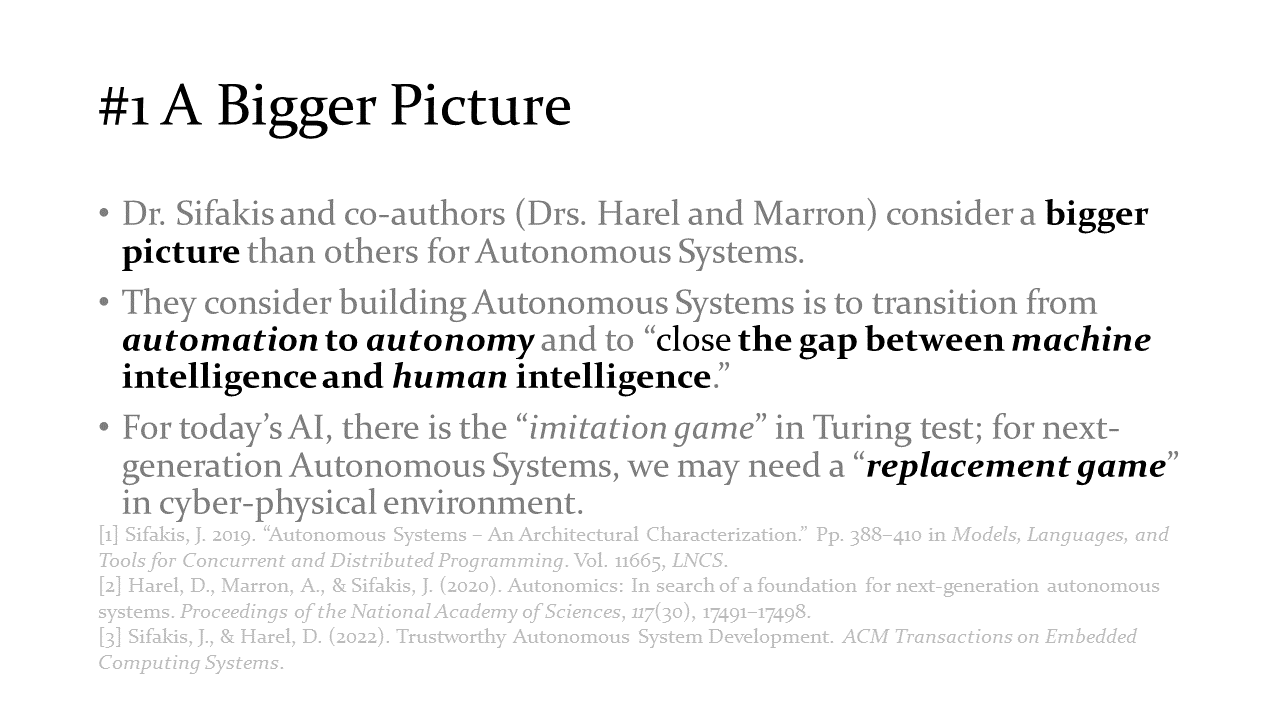 #1 A Bigger Picture
• Dr. Sifakis and co-authors (Drs. Harel and Marron) consider a bigger
picture than others for Autonomous Systems.
• They consider building Autonomous Systems is to transition from
automation to autonomy and to “close the gap between machine
intelligence and human intelligence.”
• For today’s AI, there is the “imitation game” in Turing test; for next-
generation Autonomous Systems, we may need a “replacement game”
in cyber-physical environment.
[1] Sifakis, J. 2019. “Autonomous Systems – An Architectural Characterization.” Pp. 388–410 in Models, Languages, and
Tools for Concurrent and Distributed Programming. Vol. 11665, LNCS.
[2] Harel, D., Marron, A., & Sifakis, J. (2020). Autonomics: In search of a foundation for next-generation autonomous
systems. Proceedings of the National Academy of Sciences, 117(30), 17491–17498.
[3] Sifakis, J., & Harel, D. (2022). Trustworthy Autonomous System Development. ACM Transactions on Embedded
Computing Systems.